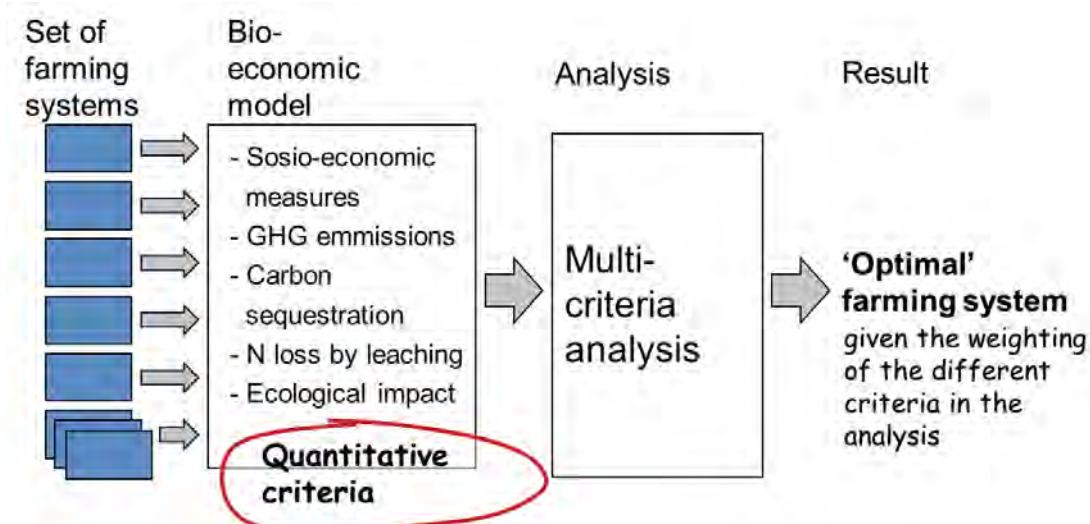 Set of
farming
systems
Bio-
economic
model
Analysis
Result
- Sosio-economic
measures
- GHG emmissions
- Carbon
sequestration
- N loss by leaching
- Ecological impact
Quantitative
criteria
Multi-
criteria
analysis
‘Optimal’
farming system
given the weighting
of the different
criteria in the
analysis